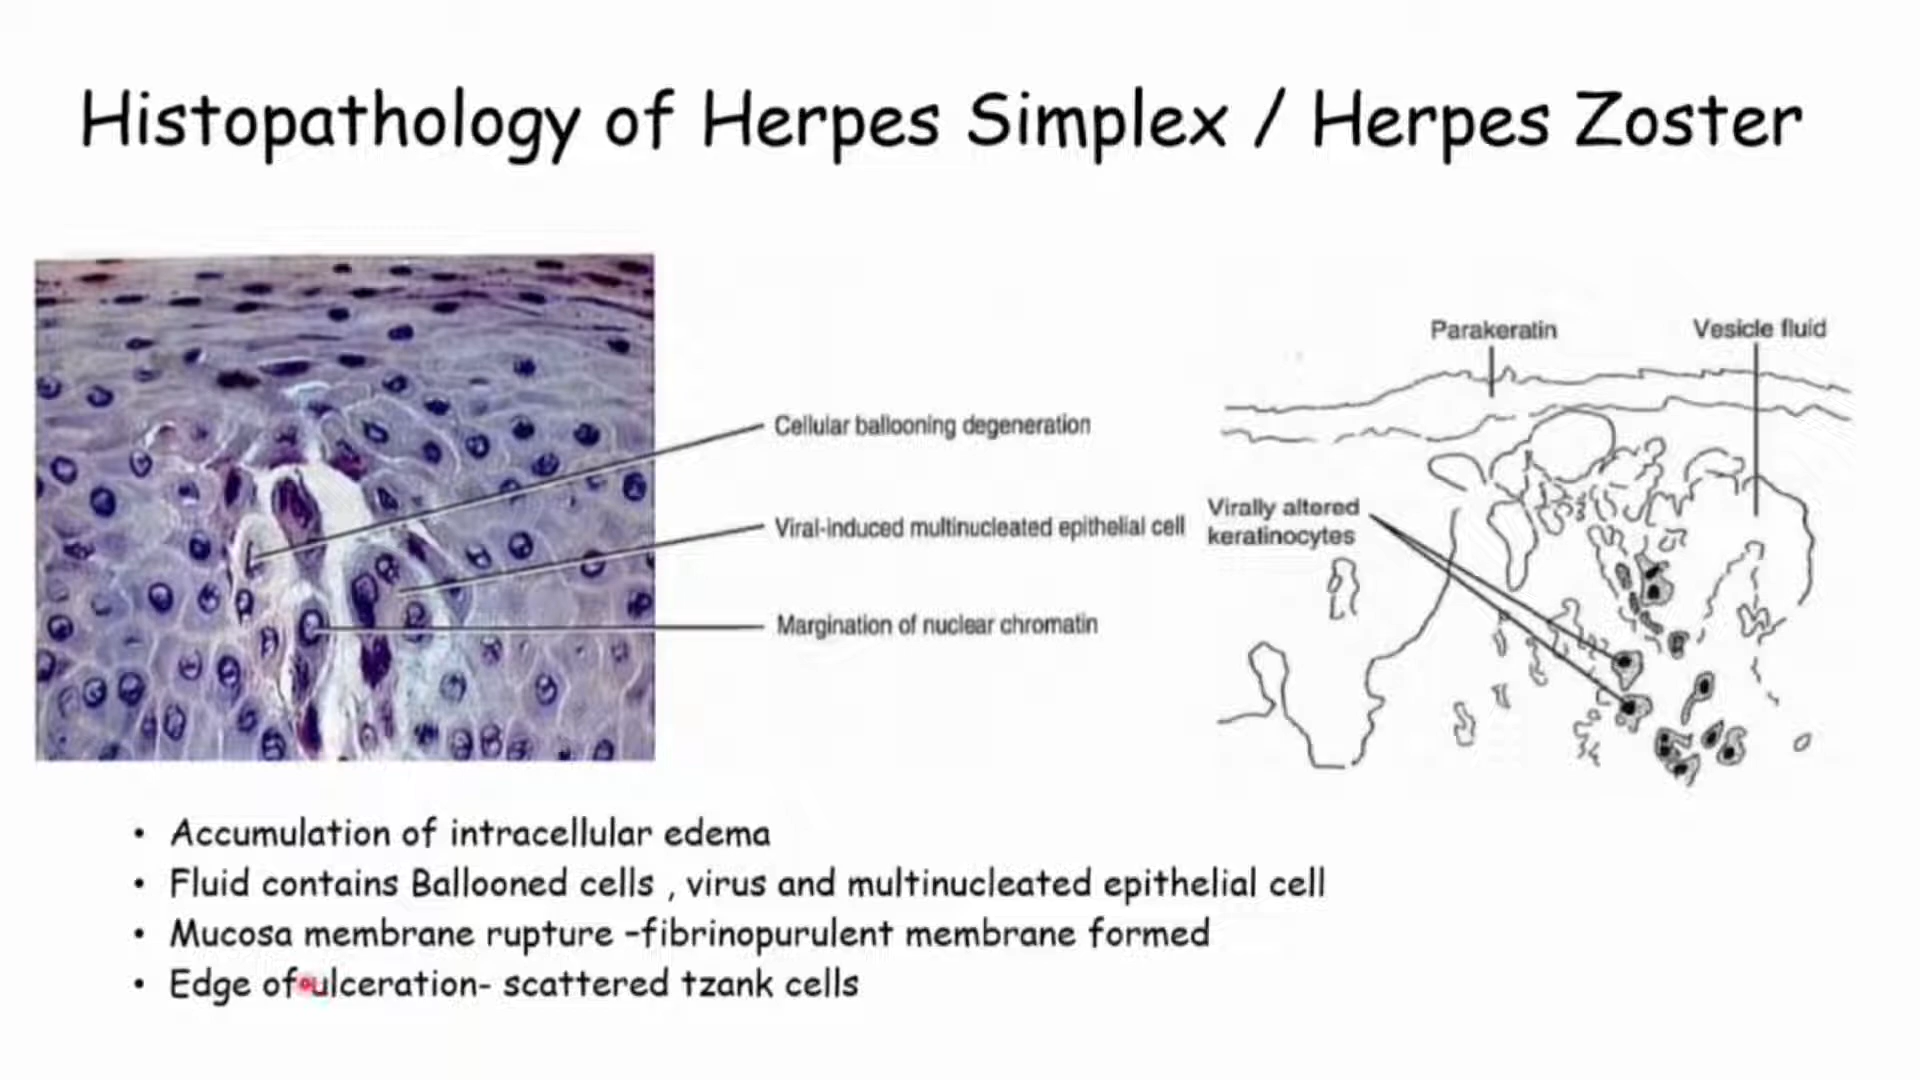 Histopathology of Herpes Simplex / Herpes Zoster
Cellular ballooning degeneration
Viral-induced multinucleated epithelial cell
Margination of nuclear chromatin
Parakeratin
Vesicle fluid
Virally altered
keratinocytes
• Accumulation of intracellular edema
• Fluid contains Ballooned cells , virus and multinucleated epithelial cell
• Mucosa membrane rupture -fibrinopurulent membrane formed
• Edge of ulceration- scattered tzank cells